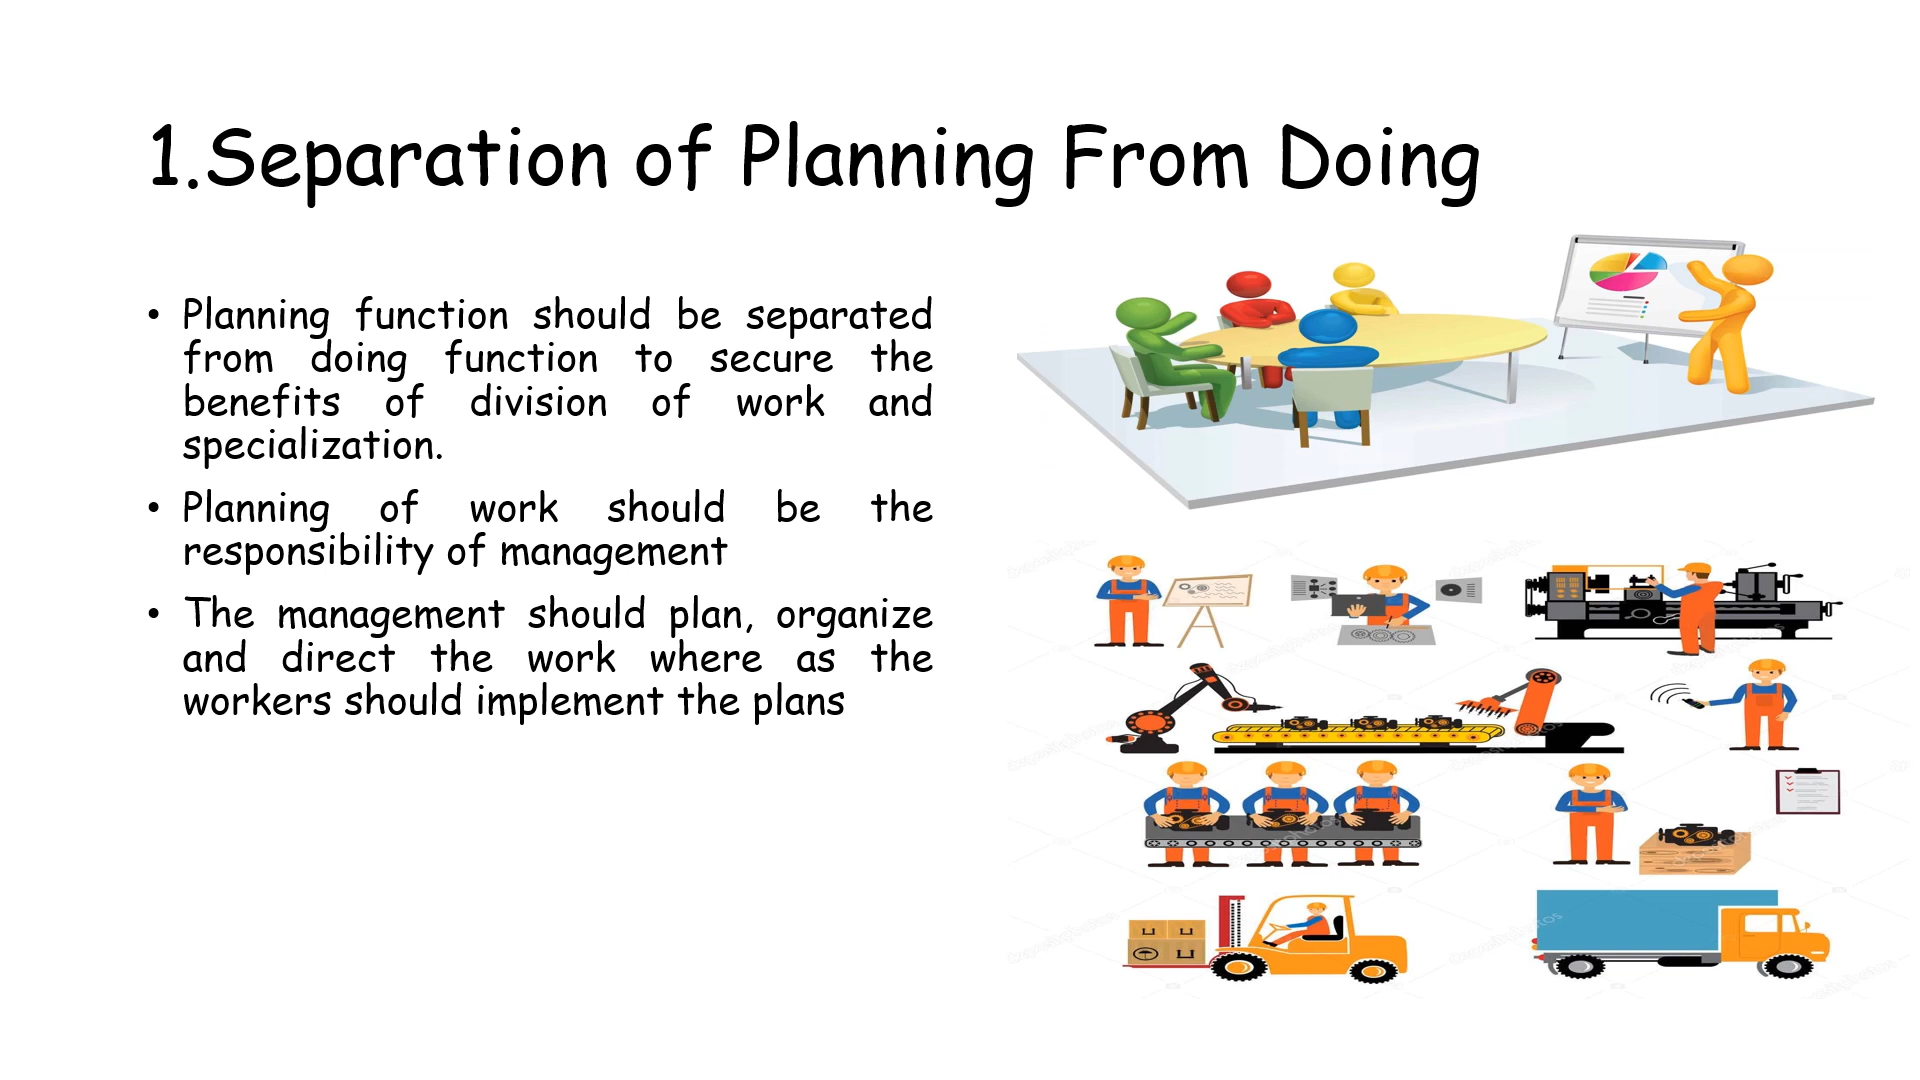 1.Separation of Planning From Doing
• Planning function should be separated
from doing function to secure the
benefits of division of work and
specialization.
• Planning of work should be the
responsibility of management
• The management should plan, organize
and direct the work where as the
workers should implement the plans